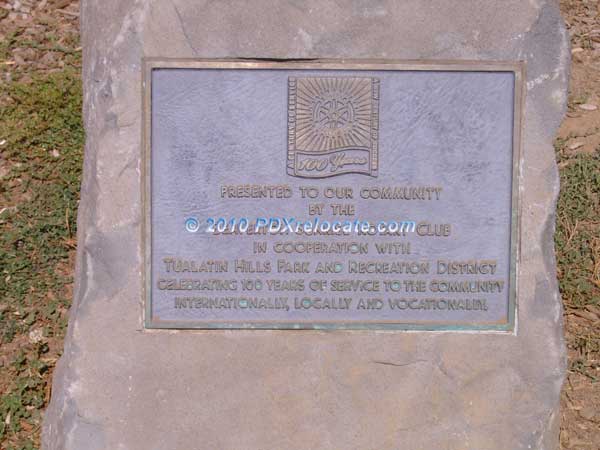 100 Years
PRESENTED TO OUR COMMUNITY
BY THE
© 2010 PDXrelocate.com
CLUB
IN COOPERATION WITH
TUALATIN HILLS PARK AND RECREATION DISTRICT
CELEBRATING 100 YEARS OF SERVICE TO THE COMMUNITY
INTERNATIONALLY, LOCALLY AND VOCATIONALLY.